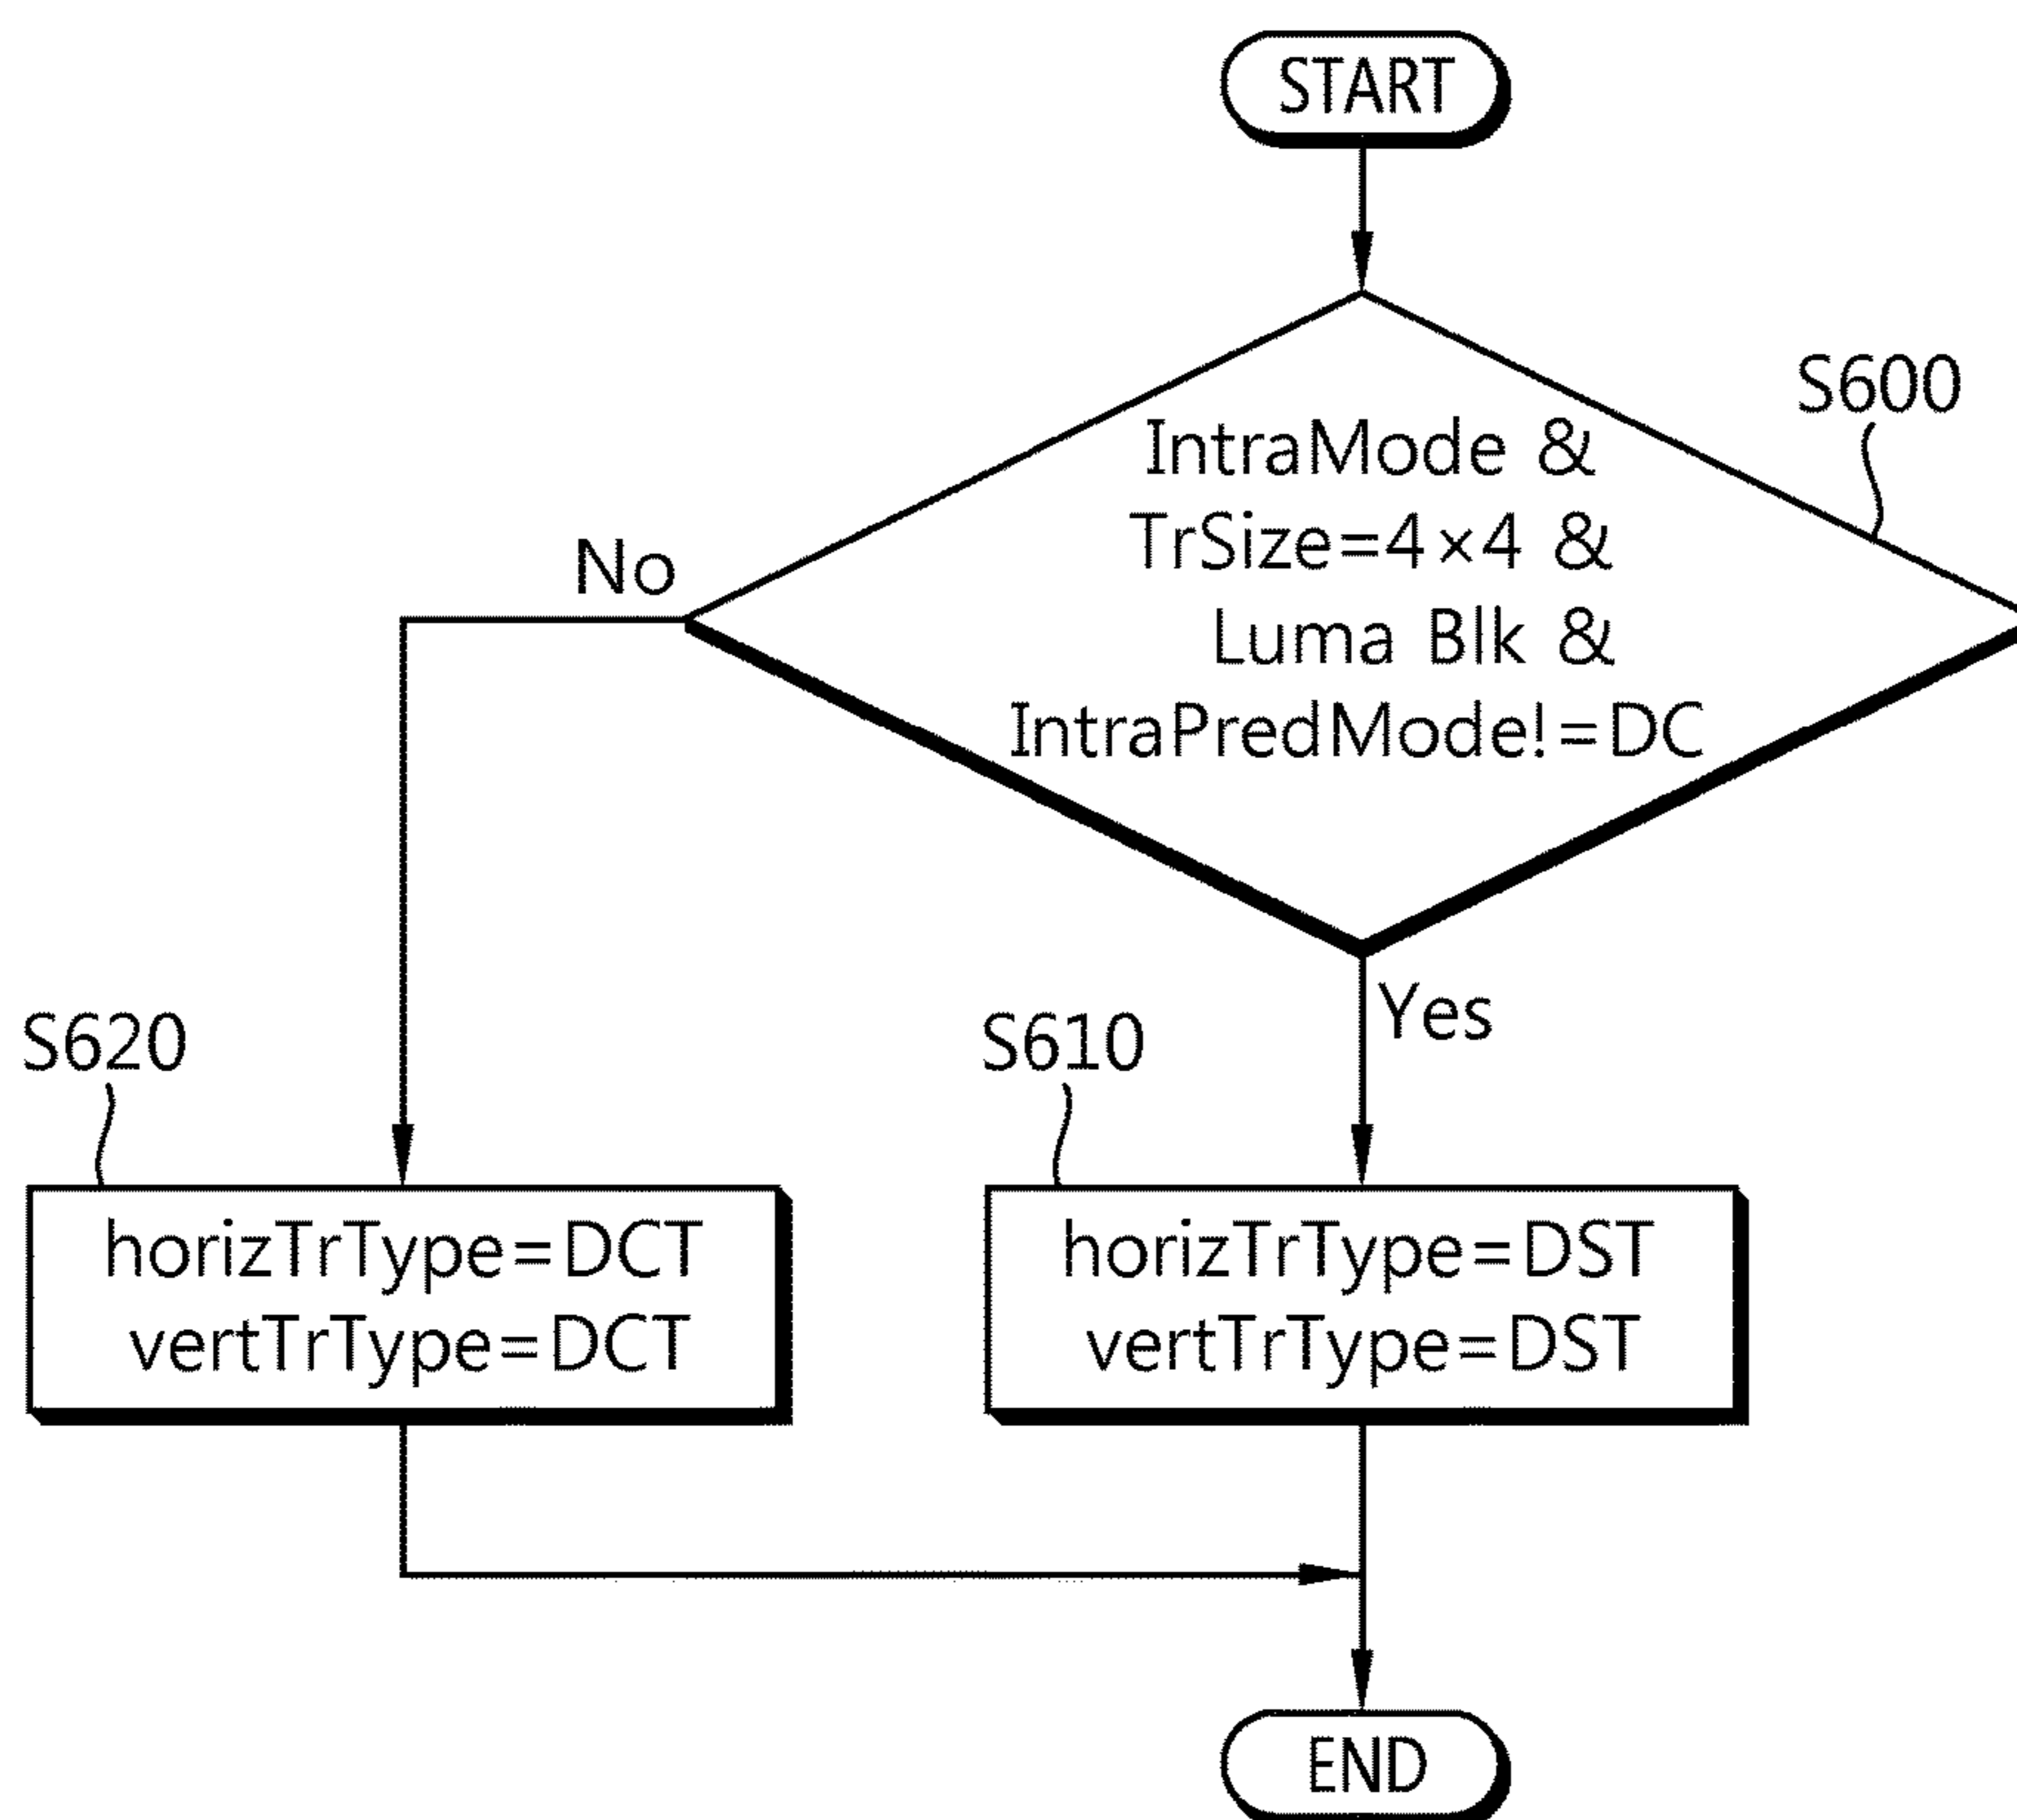 START
S600
IntraMode &
TrSize=4×4 &
Luma Blk &
IntraPredMode!=DC
No
Yes
S620
S610
horizTrType=DCT
vertTrType=DCT
horizTrType=DST
vertTrType=DST
END